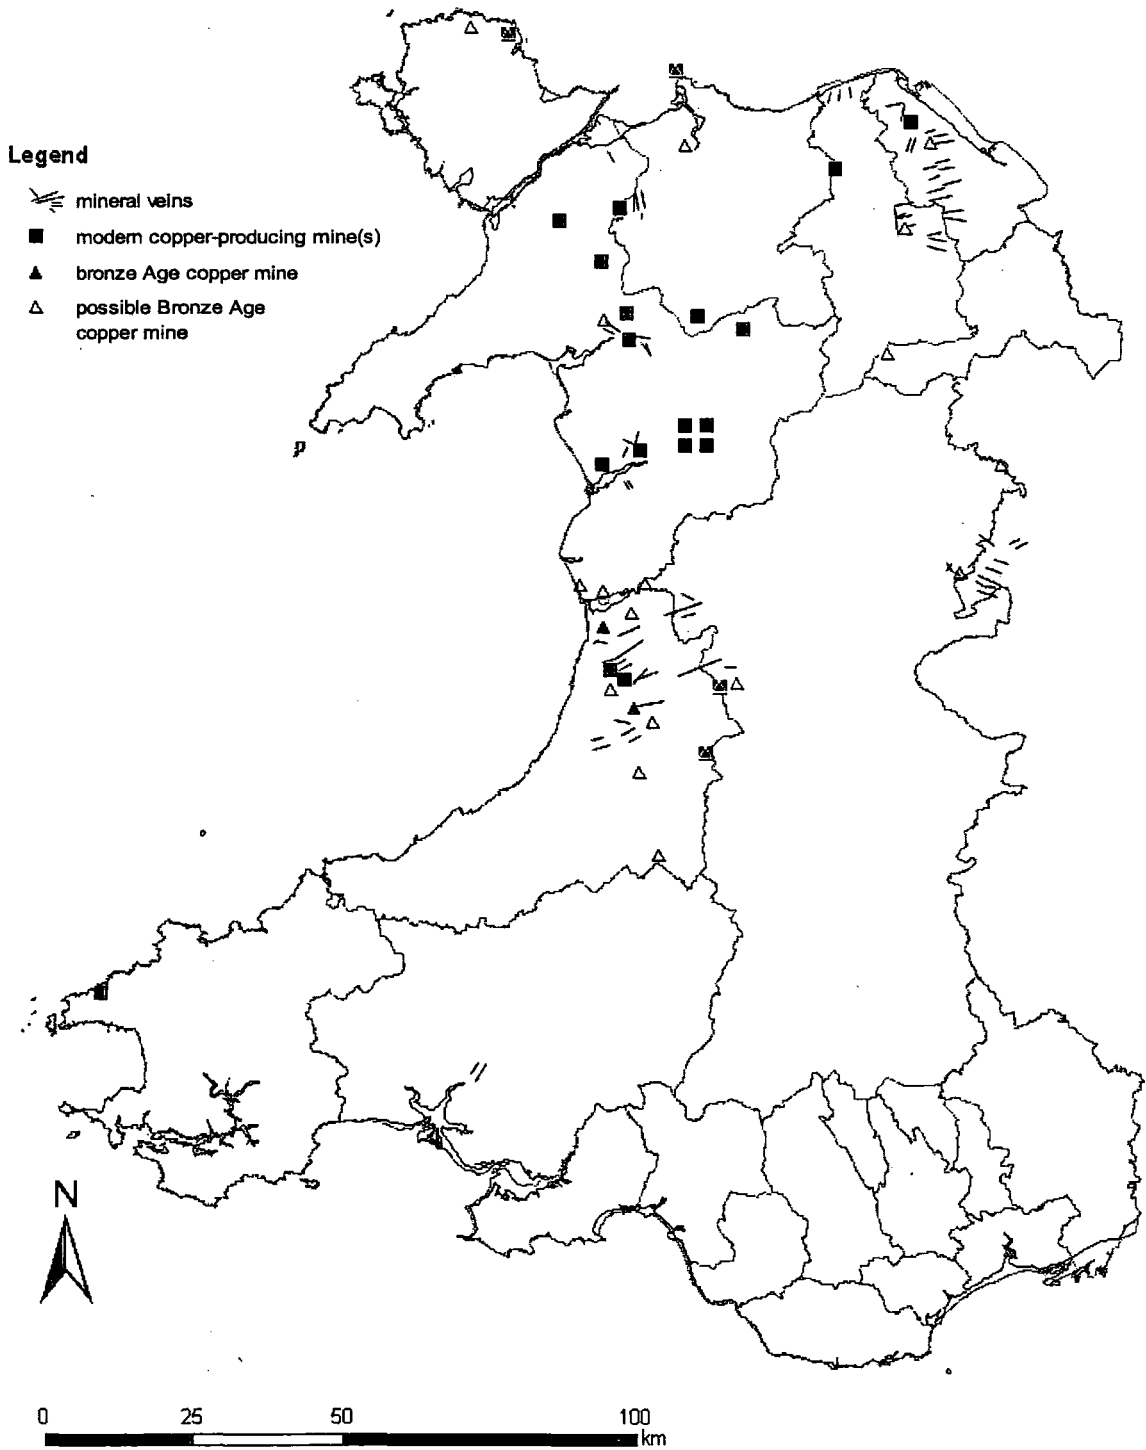 Legend
mineral veins
modern copper-producing mine(s)
bronze Age copper mine
possible Bronze Age
copper mine
N
0 25 50 100
km